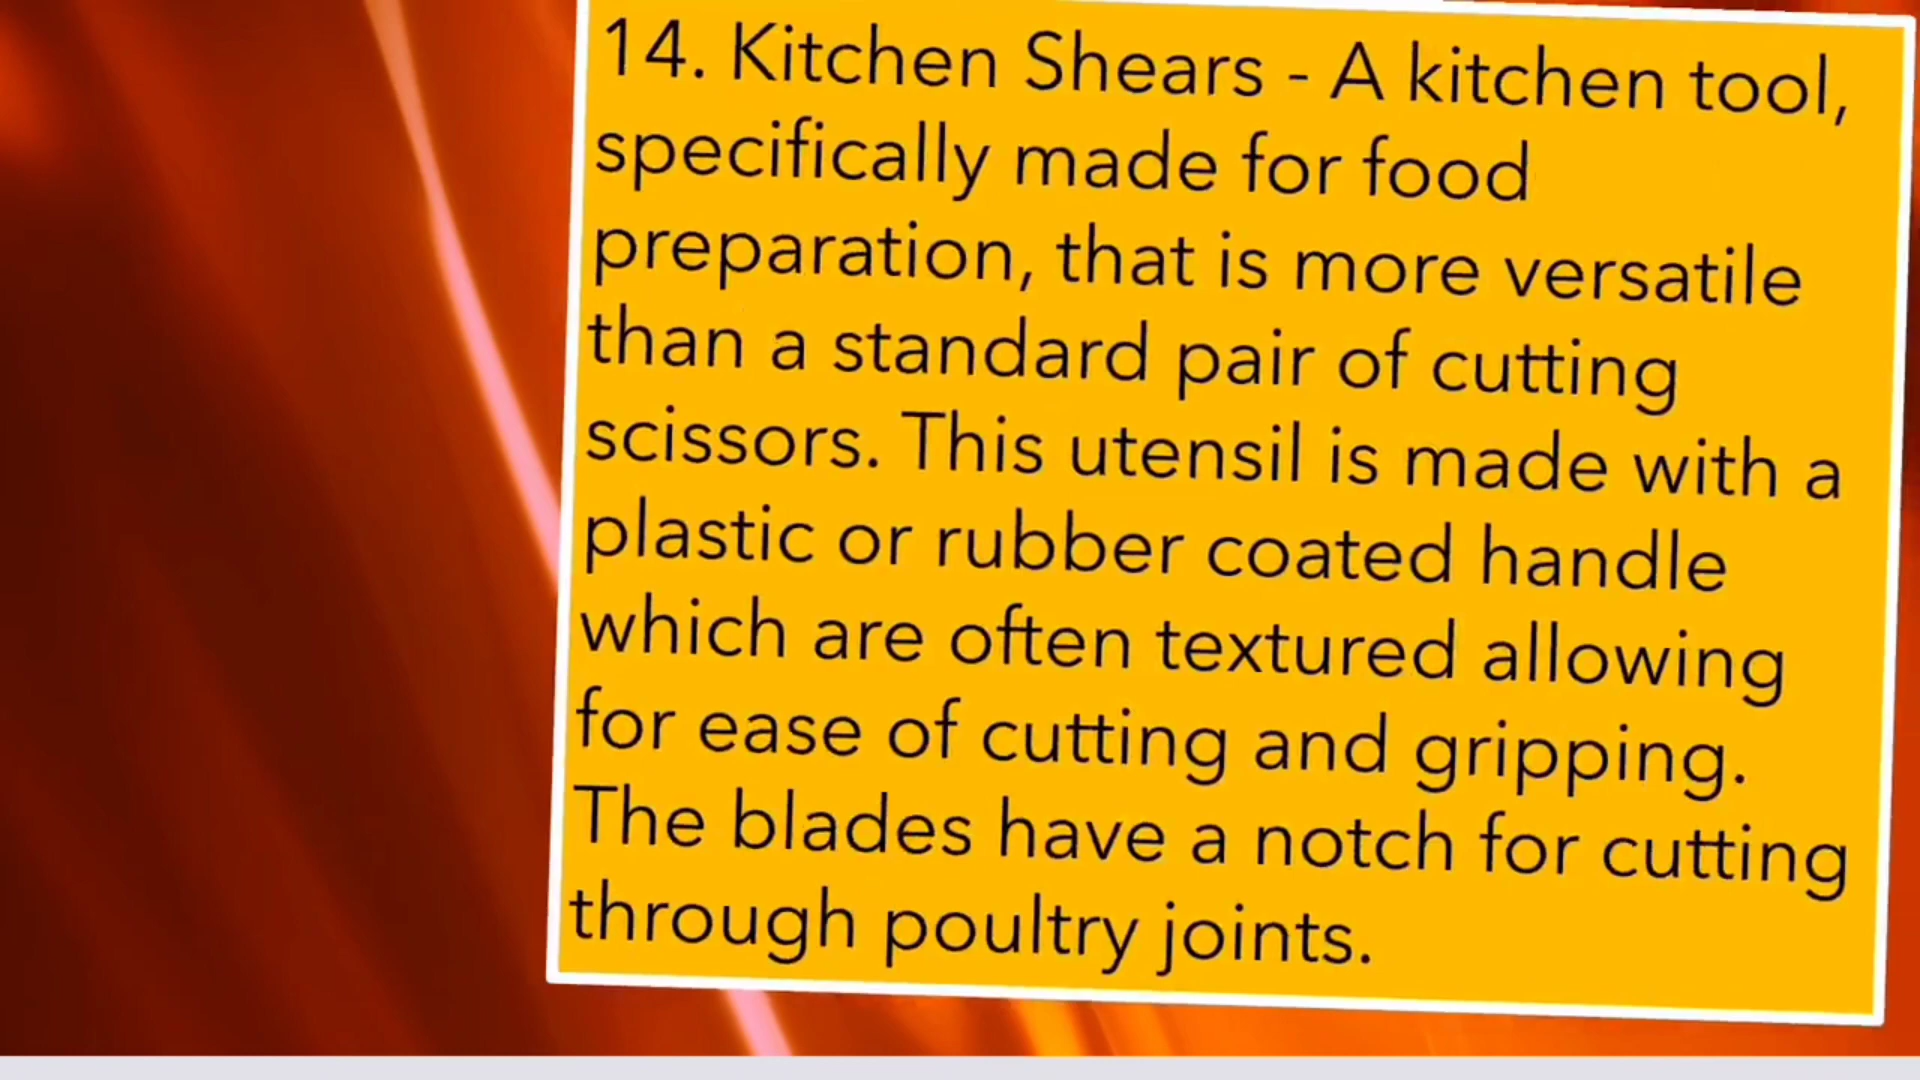 14. Kitchen Shears - A kitchen tool,
specifically made for food
preparation, that is more versatile
than a standard pair of cutting
scissors. This utensil is made with a
plastic or rubber coated handle
which are often textured allowing
for ease of cutting and gripping.
The blades have a notch for cutting
through poultry joints.